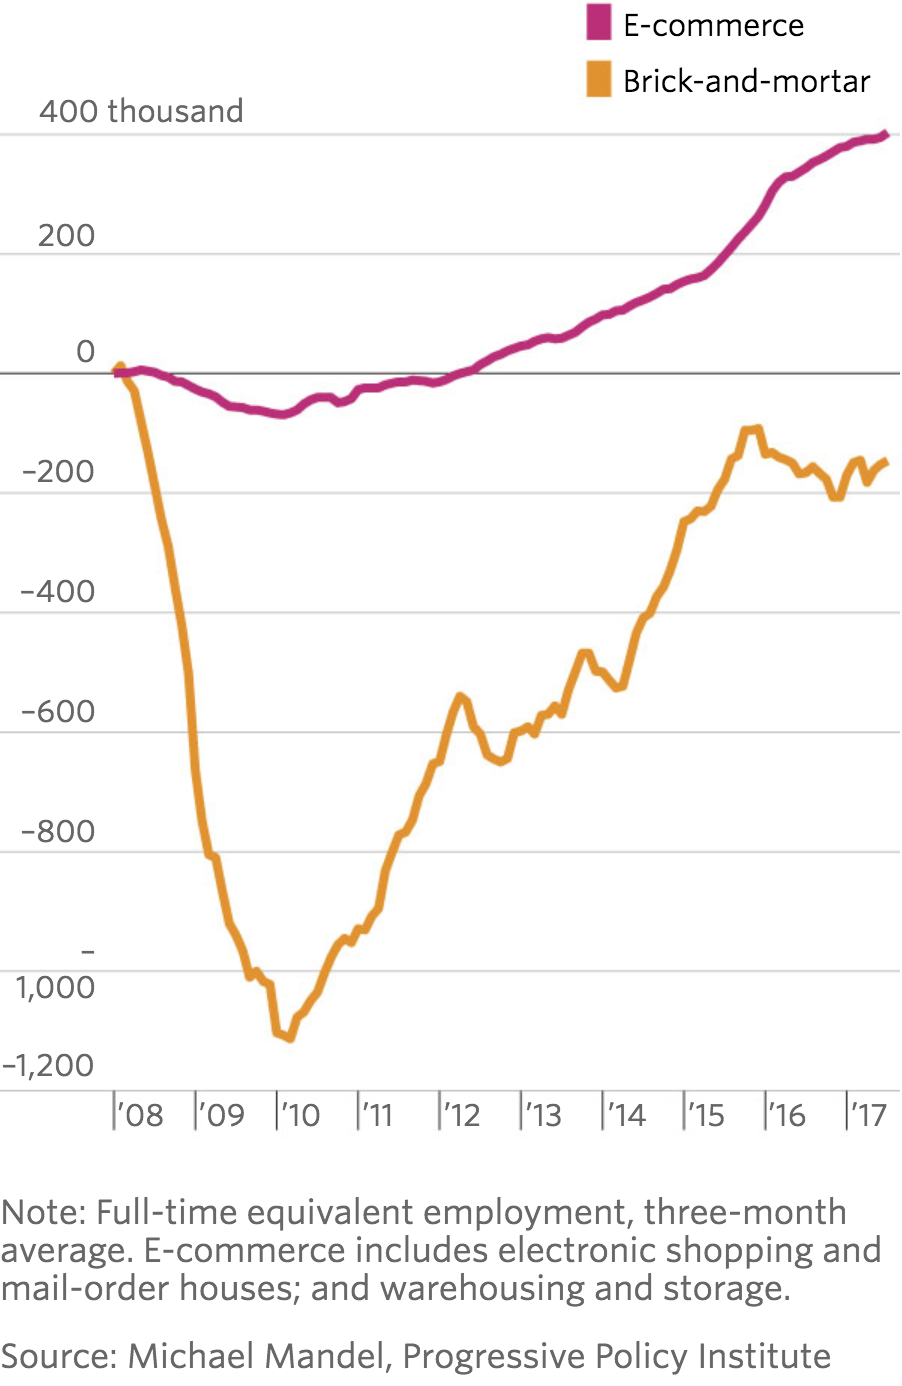 E-commerce
Brick-and-mortar
400 thousand
200
0
–200
–400
–600
–800
–
1,000
–1,200
’08 ’09 ’10 ’11 ’12 ’13 ’14 ’15 ’16 ’17
Note: Full-time equivalent employment, three-month
average. E-commerce includes electronic shopping and
mail-order houses; and warehousing and storage.
Source: Michael Mandel, Progressive Policy Institute